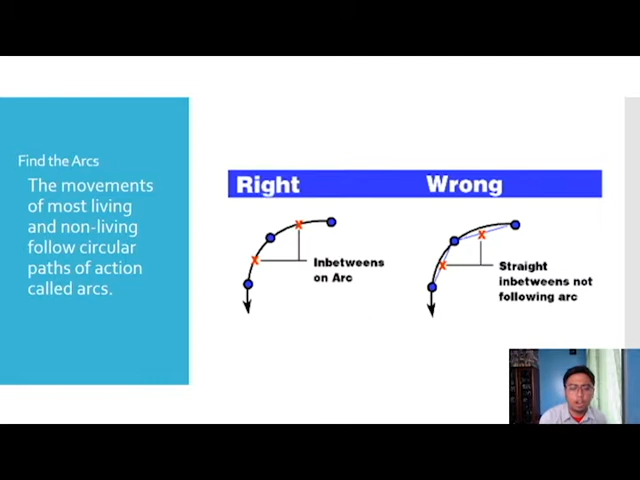 Find the Arcs
The movements
of most living
and non-living
follow circular
paths of action
called arcs.
Right
Wrong
x
x
Inbetweens
on Arc
x
x
Straight
inbetweens not
following arc